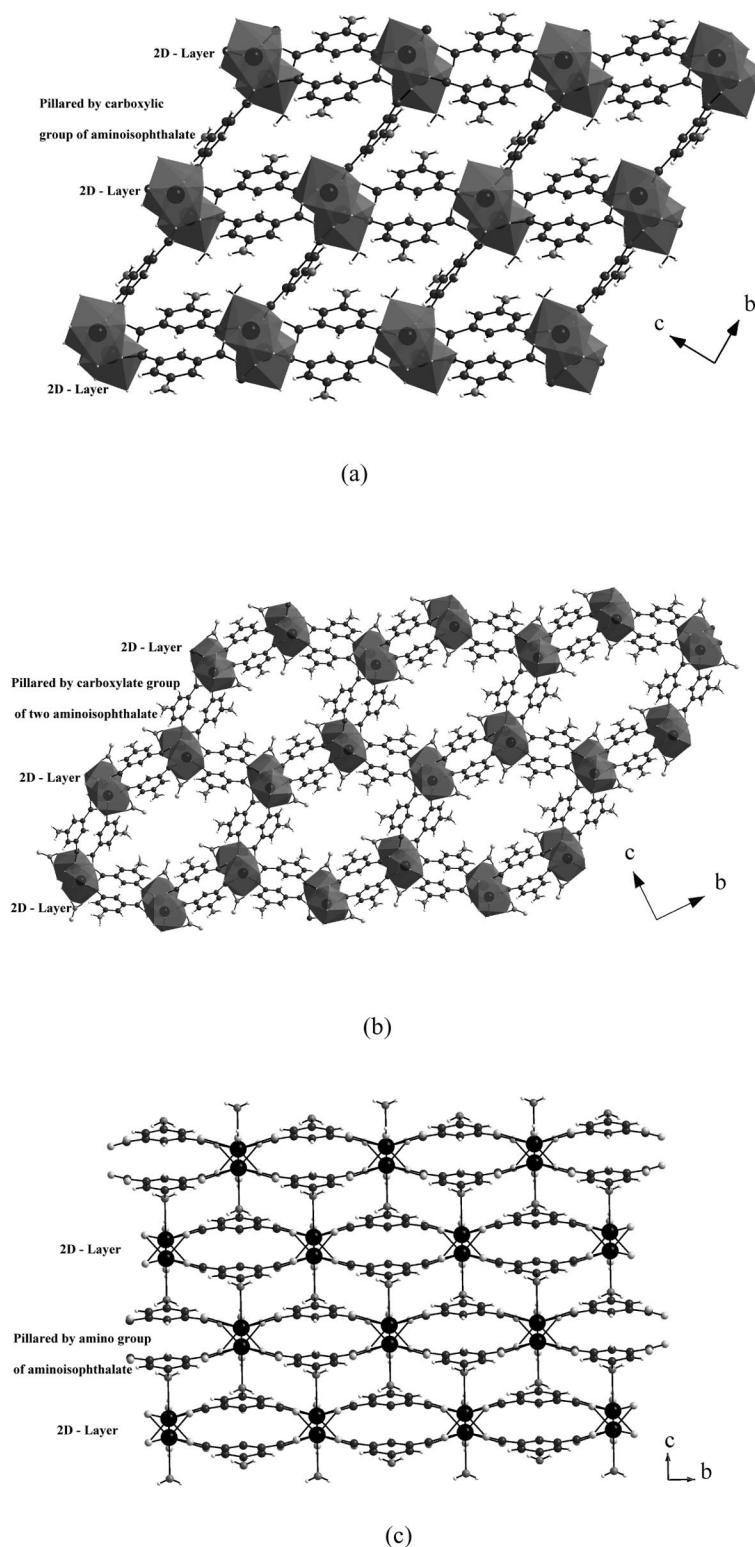 2D - Layer
Pillared by carboxylic
group of aminoisophthalate
2D - Layer
b
c
2D - Layer
(a)
2D - Layer
Pillared by carboxylate group
of two aminoisophthalate
2D - Layer
c
b
2D - Layer
(b)
2D - Layer
Pillared by amino group
of aminoisophthalate
2D - Layer
c
b
(c)